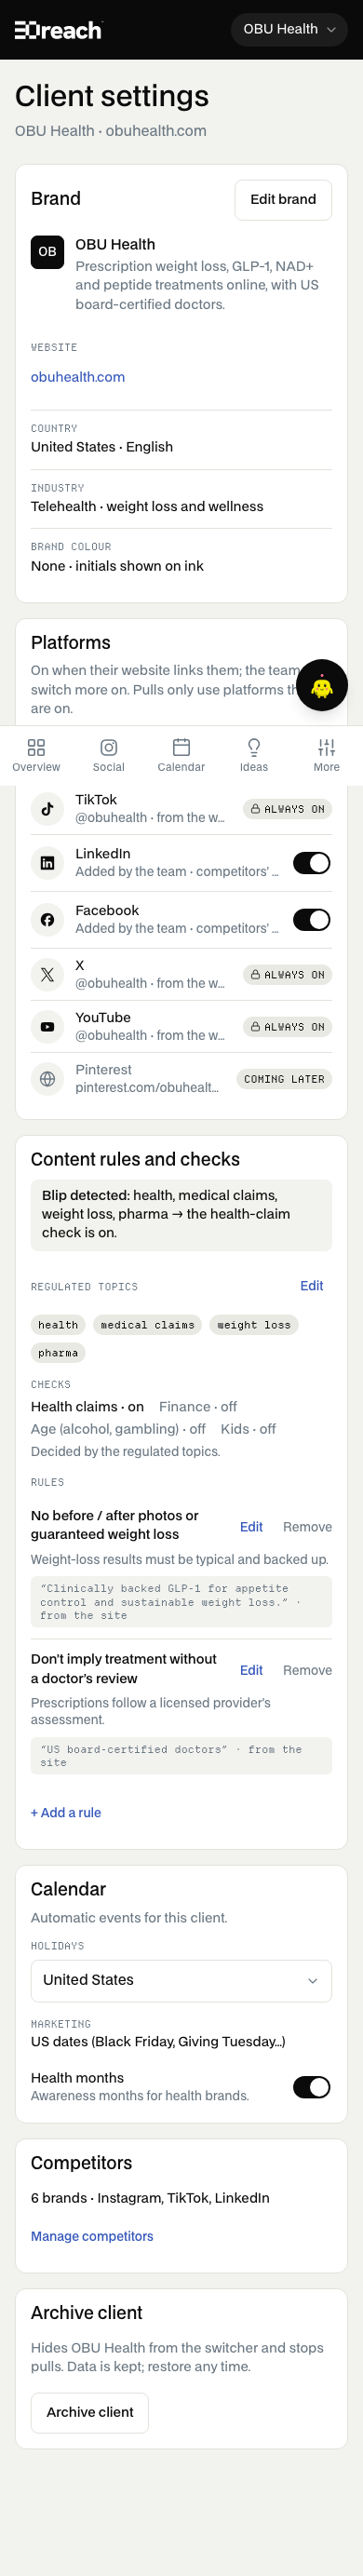 reach
OBU Health
Client settings
OBU Health · obuhealth.com
Brand
Edit brand
OB
OBU Health
Prescription weight loss, GLP-1, NAD+
and peptide treatments online, with US
board-certified doctors.
WEBSITE
obuhealth.com
COUNTRY
United States · English
INDUSTRY
Telehealth · weight loss and wellness
BRAND COLOUR
None · initials shown on ink
Platforms
On when their website links them; the team
switch more on. Pulls only use platforms th
are on.
Overview
Social
Calendar
Ideas
More
TikTok
@obuhealth · from the w...
ALWAYS ON
LinkedIn
Added by the team · competitors' ...
Facebook
Added by the team · competitors' ...
X
@obuhealth · from the w...
ALWAYS ON
YouTube
@obuhealth · from the w...
ALWAYS ON
Pinterest
pinterest.com/obuhealt...
COMING LATER
Content rules and checks
Blip detected: health, medical claims,
weight loss, pharma → the health-claim
check is on.
REGULATED TOPICS
Edit
health
medical claims
weight loss
pharma
CHECKS
Health claims · on
Finance · off
Age (alcohol, gambling) · off
Kids · off
Decided by the regulated topics.
RULES
No before / after photos or
guaranteed weight loss
Edit
Remove
Weight-loss results must be typical and backed up.
"Clinically backed GLP-1 for appetite
control and sustainable weight loss." ·
from the site
Don't imply treatment without
a doctor's review
Edit
Remove
Prescriptions follow a licensed provider's
assessment.
"US board-certified doctors" · from the
site
+ Add a rule
Calendar
Automatic events for this client.
HOLIDAYS
United States
MARKETING
US dates (Black Friday, Giving Tuesday...)
Health months
Awareness months for health brands.
Competitors
6 brands · Instagram, TikTok, LinkedIn
Manage competitors
Archive client
Hides OBU Health from the switcher and stops
pulls. Data is kept; restore any time.
Archive client